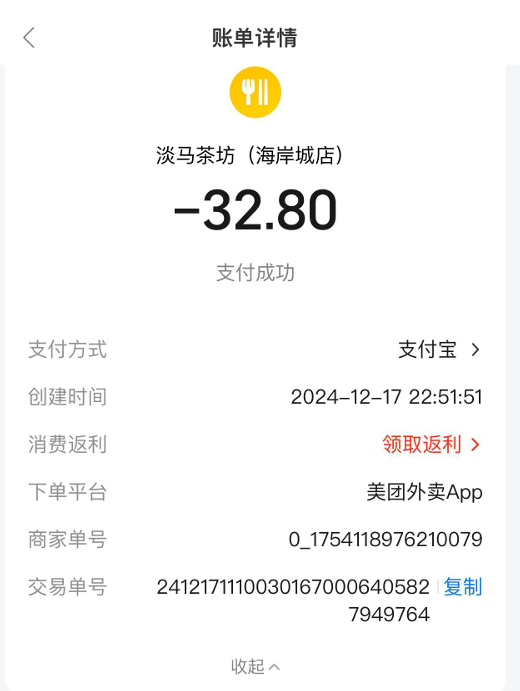 账单详情
淡马茶坊（海岸城店）
-32.80
支付成功
支付方式 支付宝
创建时间 2024-12-17 22:51:51
消费返利 领取返利
下单平台 美团外卖App
商家单号 0_1754118976210079
交易单号 2412171110030167000640582 复制
7949764
收起